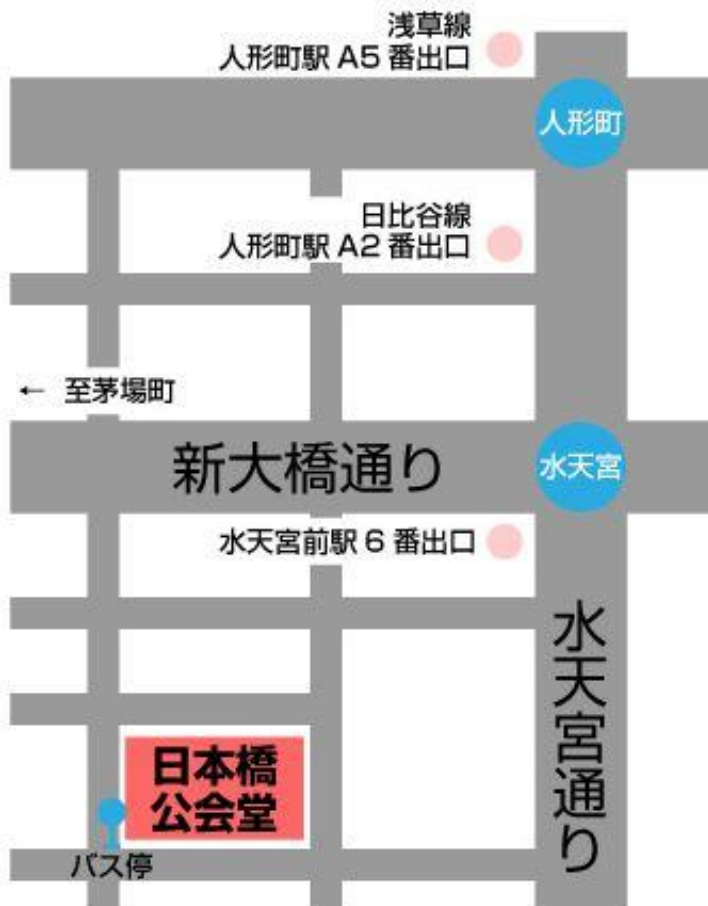 浅草線
人形町駅 A5 番出口
人形町
日比谷線
人形町駅 A2 番出口
← 至茅場町
新大橋通り
水天宮
水天宮前駅 6 番出口
水天宮通り
日本橋
公会堂
バス停